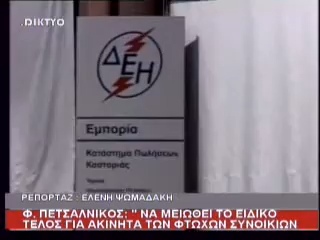 .ΔΙΚΤΥΟ
ΔΕΗ
Εμπορία
Κατάστημα Πωλήσεων
Καστοριάς
ΡΕΠΟΡΤΑΖ : ΕΛΕΝΗ ΨΩΜΑΔΑΚΗ
Φ. ΠΕΤΣΑΛΝΙΚΟΣ: " ΝΑ ΜΕΙΩΘΕΙ ΤΟ ΕΙΔΙΚΟ
ΤΕΛΟΣ ΓΙΑ ΑΚΙΝΗΤΑ ΤΩΝ ΦΤΩΧΩΝ ΣΥΝΟΙΚΙΩΝ